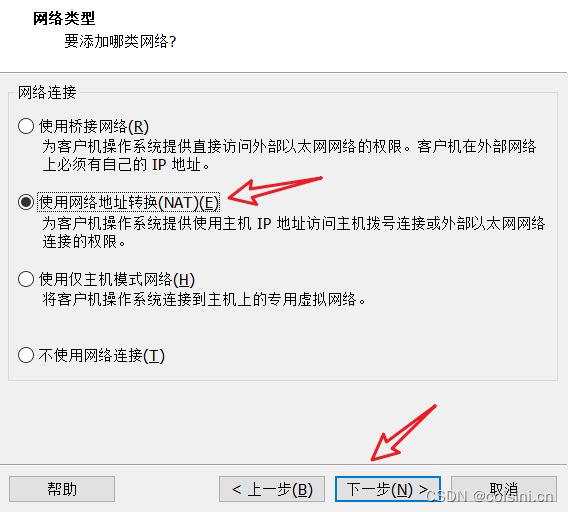 网络类型
要添加哪类网络?
网络连接
使用桥接网络(R)
为客户机操作系统提供直接访问外部以太网网络的权限。客户机在外部网络
上必须有自己的 IP 地址。
使用网络地址转换(NAT)(E)
为客户机操作系统提供使用主机 IP 地址访问主机拨号连接或外部以太网网络
连接的权限。
使用仅主机模式网络(H)
将客户机操作系统连接到主机上的专用虚拟网络。
不使用网络连接(T)
帮助
< 上一步(B)
下一步(N) >
取消
CSDN @coisini.cn